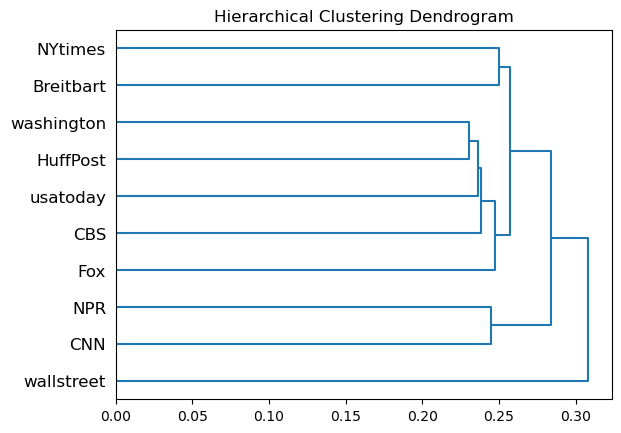 Hierarchical Clustering Dendrogram
NYtimes
Breitbart
washington
HuffPost
usatoday
CBS
Fox
NPR
CNN
wallstreet
0.00 0.05 0.10 0.15 0.20 0.25 0.30